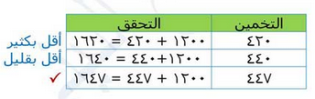 التخمين التحقق
٤٢٠ ١٢٠٠ + ٤٢٠ = ١٦٢٠ أقل بكثير
٤٤٠ ١٢٠٠+٤٤٠ = ١٦٤٠ أقل بقليل
٤٤٧ ١٢٠٠ + ٤٤٧ = ١٦٤٧ ✓